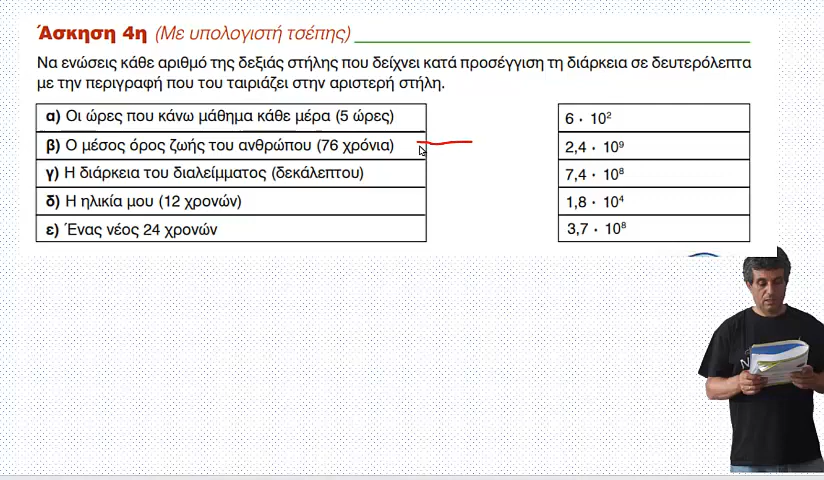 Άσκηση 4η (Με υπολογιστή τσέπης)
Να ενώσεις κάθε αριθμό της δεξιάς στήλης που δείχνει κατά προσέγγιση τη διάρκεια σε δευτερόλεπτα
με την περιγραφή που του ταιριάζει στην αριστερή στήλη.
α) Οι ώρες που κάνω μάθημα κάθε μέρα (5 ώρες)
6 · 10²
β) Ο μέσος όρος ζωής του ανθρώπου (76 χρόνια)
2,4 · 10⁹
γ) Η διάρκεια του διαλείμματος (δεκάλεπτου)
7,4 · 10⁸
δ) Η ηλικία μου (12 χρονών)
1,8 · 10⁴
ε) Ένας νέος 24 χρονών
3,7 · 10⁸